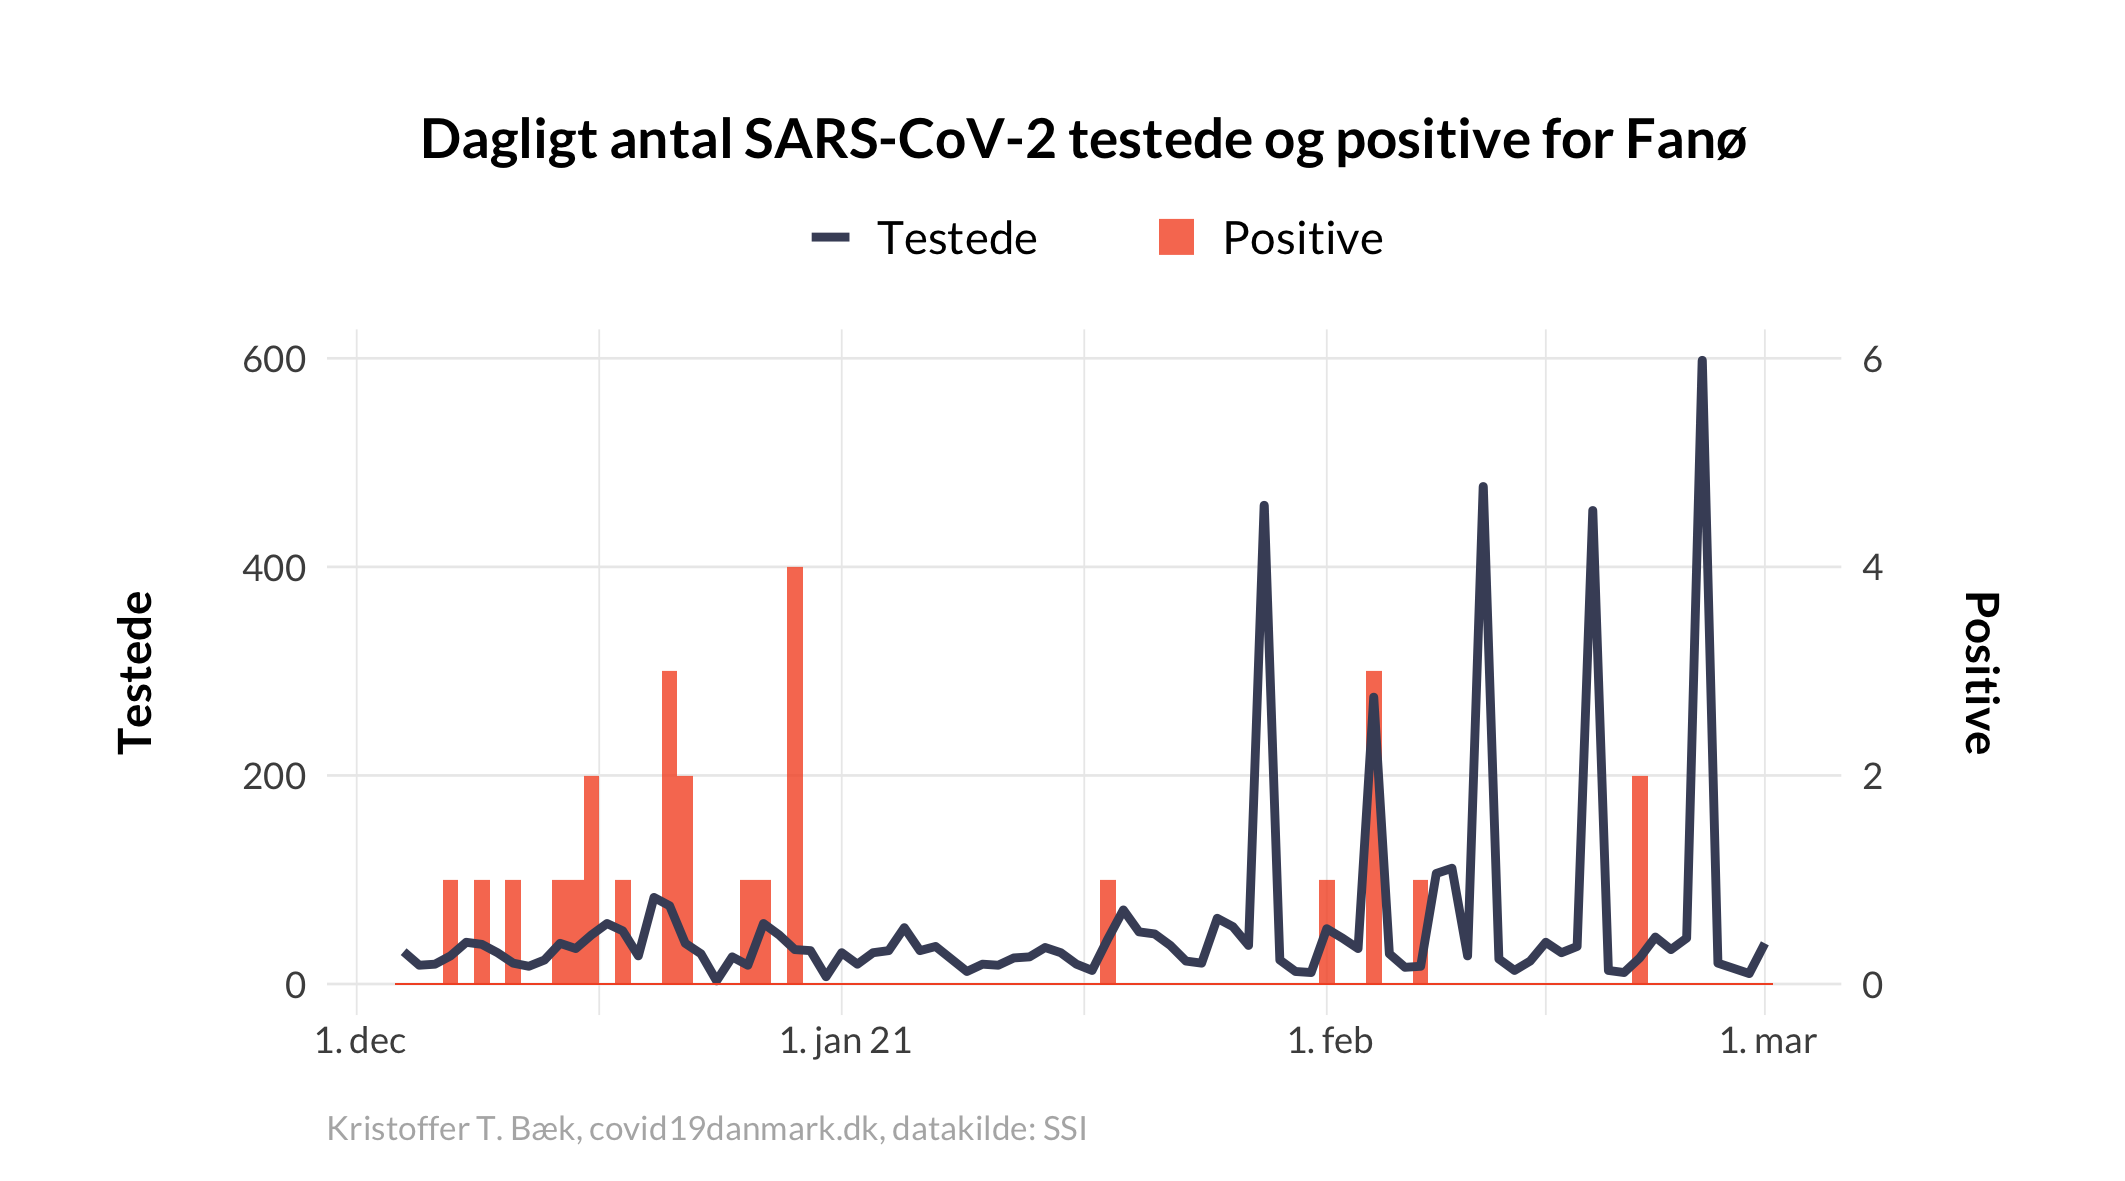 Dagligt antal SARS-CoV-2 testede og positive for Fanø
Testede
Positive
600
400
200
0
6
4
2
0
Testede
Positive
1. dec
1. jan 21
1. feb
1. mar
Kristoffer T. Bæk, covid19danmark.dk, datakilde: SSI